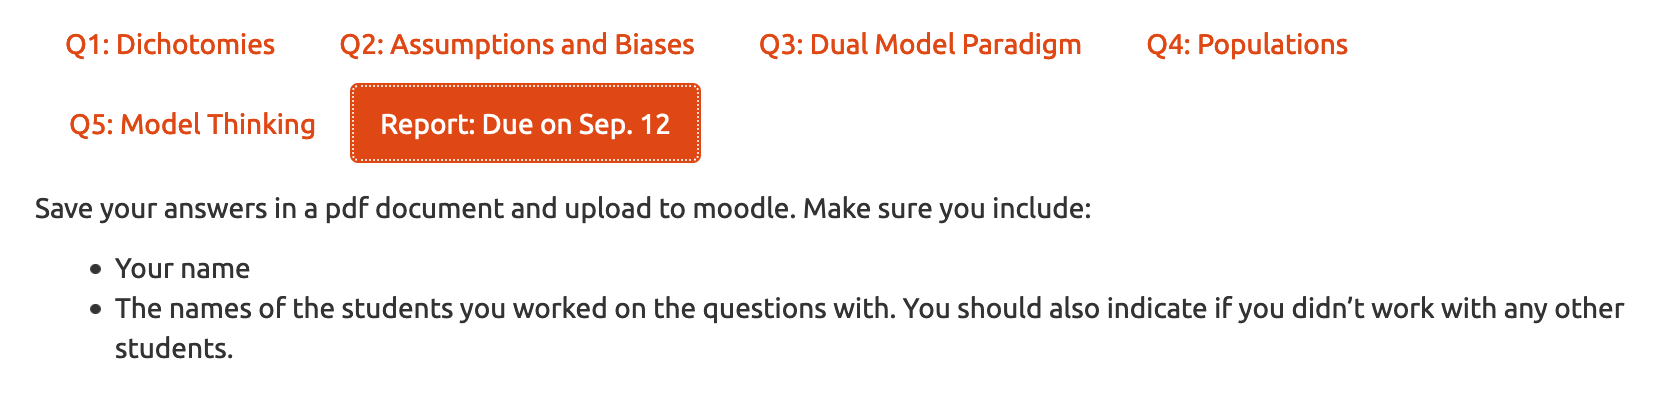 Q1: Dichotomies Q2: Assumptions and Biases Q3: Dual Model Paradigm Q4: Populations
Q5: Model Thinking Report: Due on Sep. 12
Save your answers in a pdf document and upload to moodle. Make sure you include:
• Your name
• The names of the students you worked on the questions with. You should also indicate if you didn’t work with any other
students.